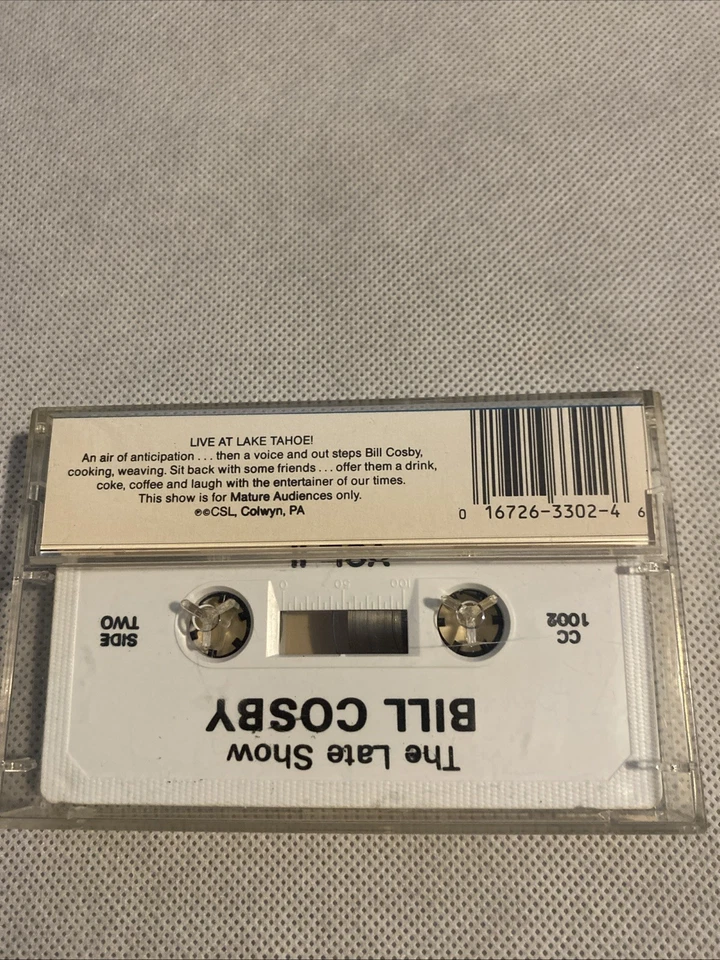 LIVE AT LAKE TAHOE!
An air of anticipation . . . then a voice and out steps Bill Cosby,
cooking, weaving. Sit back with some friends . . . offer them a drink,
coke, coffee and laugh with the entertainer of our times.
This show is for Mature Audiences only.
℗©CSL, Colwyn, PA
0 16726-3302-4 6
The Late Show
BILL COSBY
CC
1002
SIDE
TWO
0 50 100